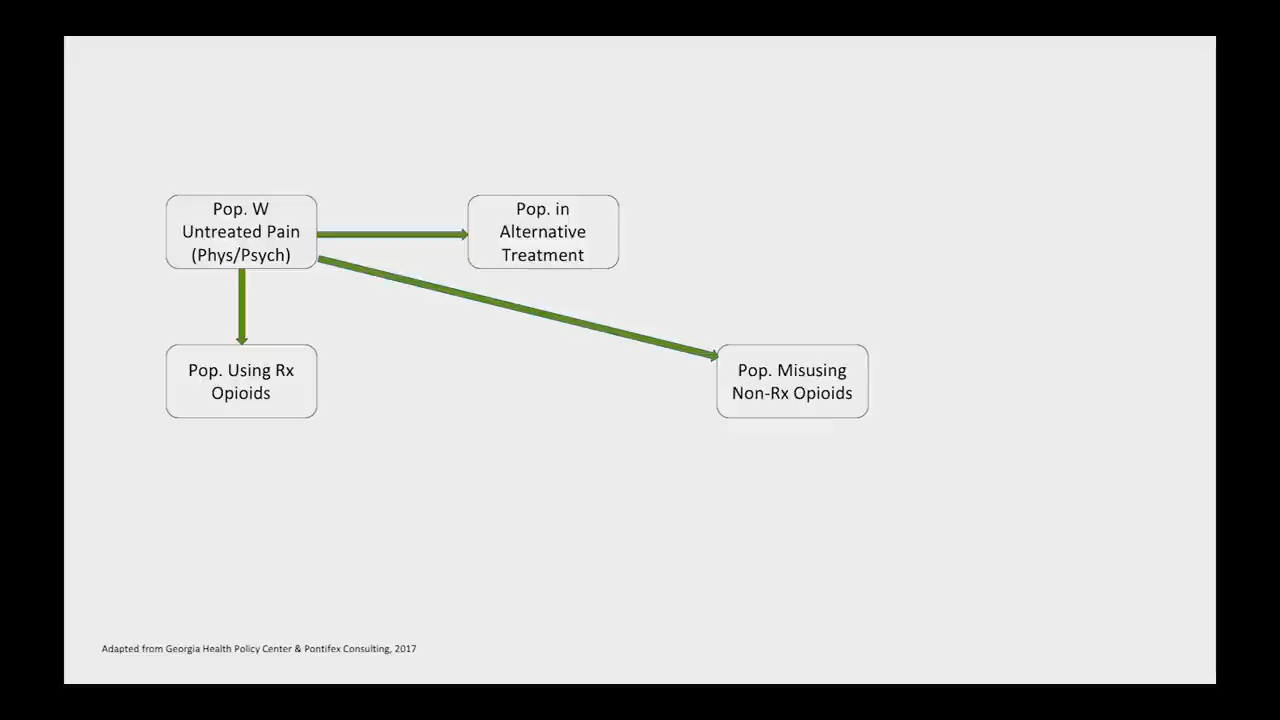 Pop. W
Untreated Pain
(Phys/Psych)
Pop. in
Alternative
Treatment
Pop. Using Rx
Opioids
Pop. Misusing
Non-Rx Opioids
Adapted from Georgia Health Policy Center & Pontifex Consulting, 2017